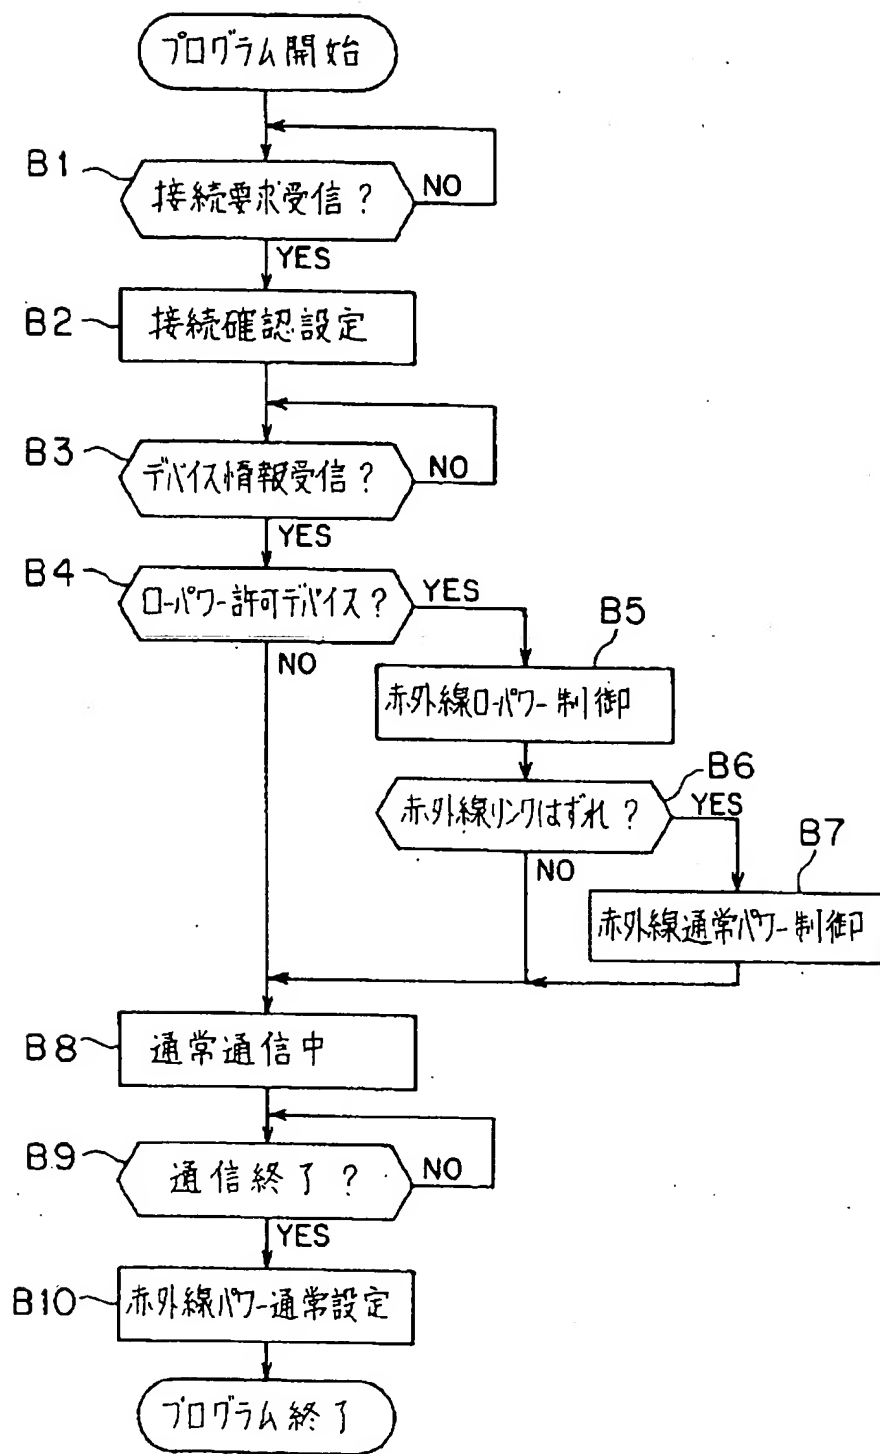 プログラム開始
B1
接続要求受信？
NO
YES
B2
接続確認設定
B3
デバイス情報受信？
NO
YES
B4
ローパワー許可デバイス？
YES
NO
B5
赤外線ローパワー制御
B6
赤外線リンクはずれ？
YES
NO
B7
赤外線通常パワー制御
B8
通常通信中
B9
通信終了？
NO
YES
B10
赤外線パワー通常設定
プログラム終了